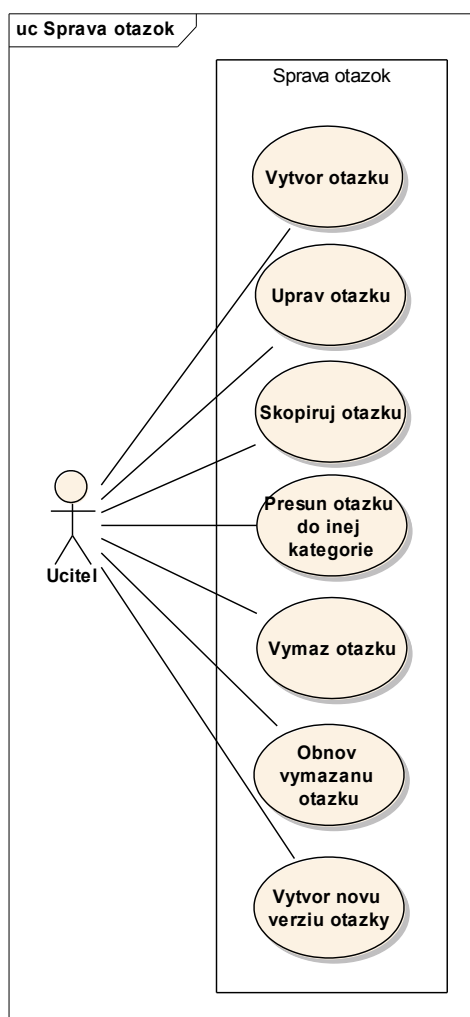 uc Sprava otazok
Sprava otazok
Vytvor otazku
Uprav otazku
Skopiruj otazku
Presun otazku
do inej
kategorie
Ucitel
Vymaz otazku
Obnov
vymazanu
otazku
Vytvor novu
verziu otazky